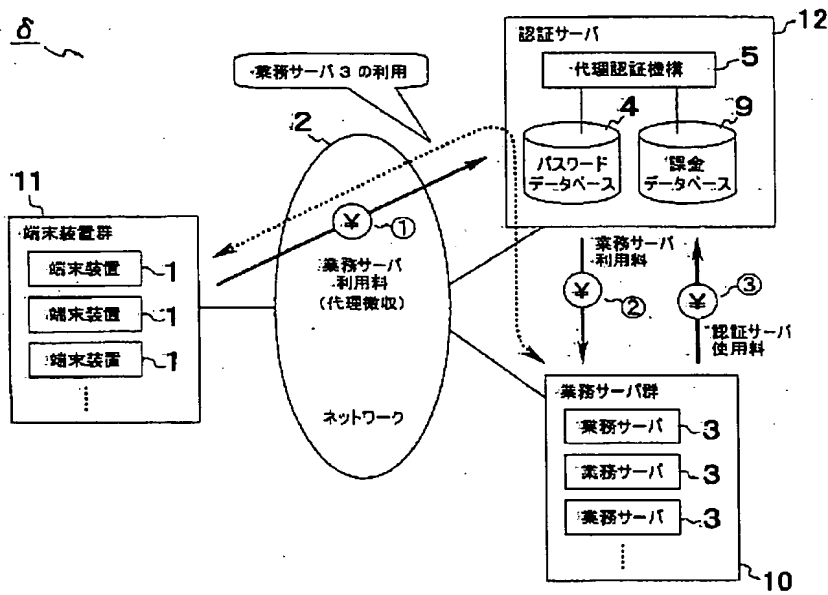 δ
12
認証サーバ
代理認証機構
5
4
9
パスワード
データベース
課金
データベース
業務サーバ3の利用
2
11
端末装置群
端末装置
1
端末装置
1
端末装置
1
¥
①
業務サーバ
利用料
(代理徴収)
ネットワーク
業務サーバ
利用料
¥
②
¥
③
認証サーバ
使用料
業務サーバ群
業務サーバ
3
業務サーバ
3
業務サーバ
3
10